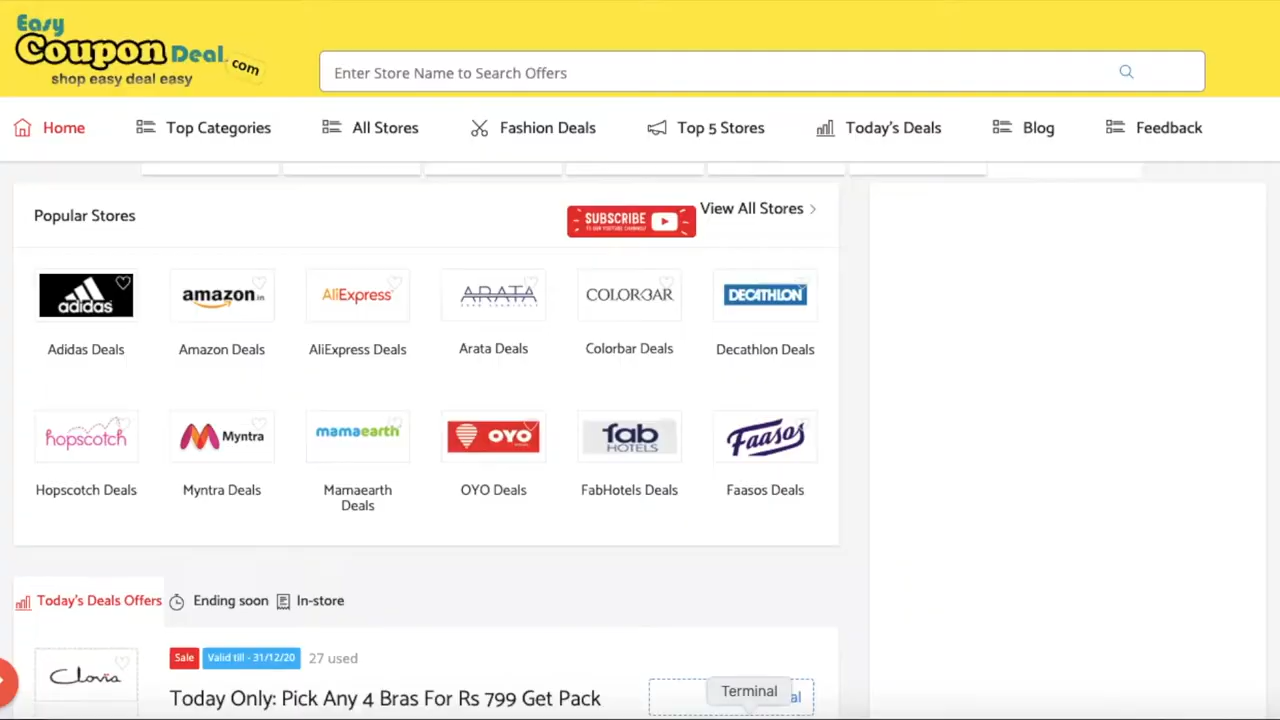 Easy
Coupon Deal.com
shop easy deal easy
Enter Store Name to Search Offers
Home Top Categories All Stores Fashion Deals Top 5 Stores Today's Deals Blog Feedback
Popular Stores
SUBSCRIBE
TO OUR YOUTUBE CHANNEL!
View All Stores
adidas
amazon.in
AliExpress
ARATA
COLORBAR
DECATHLON
Adidas Deals Amazon Deals AliExpress Deals Arata Deals Colorbar Deals Decathlon Deals
hopscotch
Myntra
mamaearth
OYO
fab
HOTELS
Faasos
Hopscotch Deals Myntra Deals Mamaearth Deals OYO Deals FabHotels Deals Faasos Deals
Today's Deals Offers Ending soon In-store
Clovia
Sale Valid till - 31/12/20 27 used
Today Only: Pick Any 4 Bras For Rs 799 Get Pack
Terminal